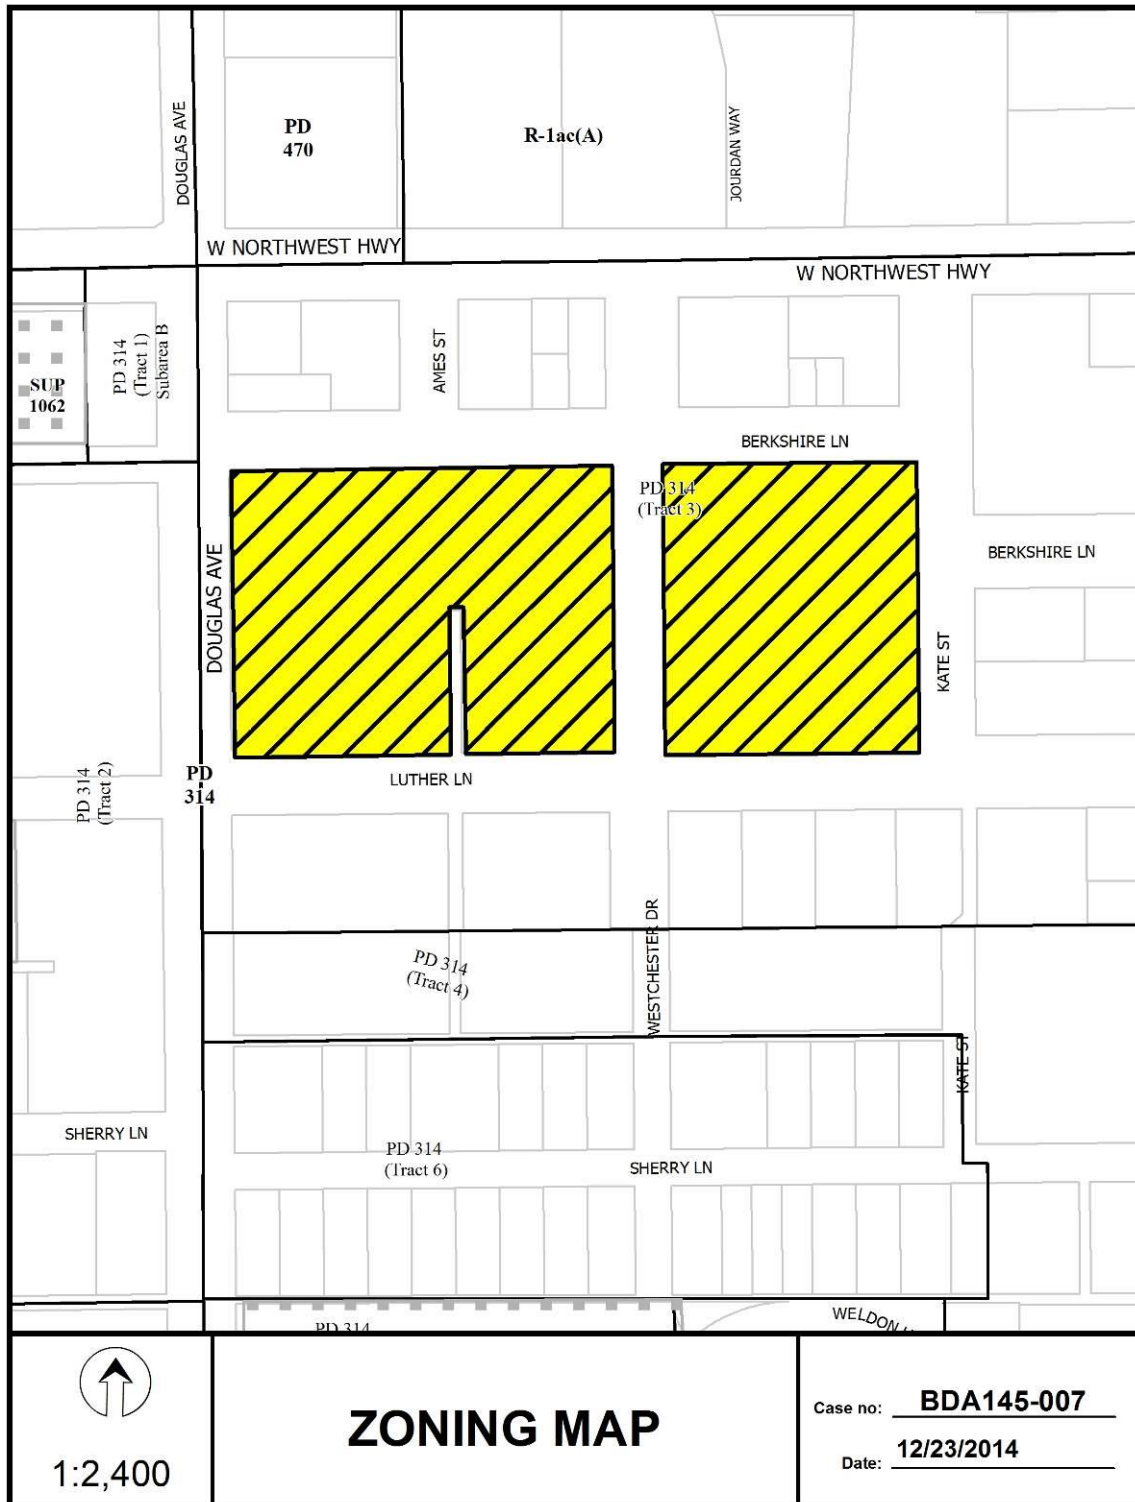 DOUGLAS AVE
PD
470
R-1ac(A)
JOURDAN WAY
W NORTHWEST HWY
W NORTHWEST HWY
SUP
1062
PD 314
(Tract 1)
Subarea B
AMES ST
BERKSHIRE LN
PD 314
(Tract 3)
BERKSHIRE LN
DOUGLAS AVE
KATE ST
LUTHER LN
PD 314
(Tract 2)
PD
314
WESTCHESTER DR
PD 314
(Tract 4)
KATE ST
SHERRY LN
PD 314
(Tract 6)
SHERRY LN
PD 314
WELDON
1:2,400
ZONING MAP
Case no: BDA145-007
Date: 12/23/2014